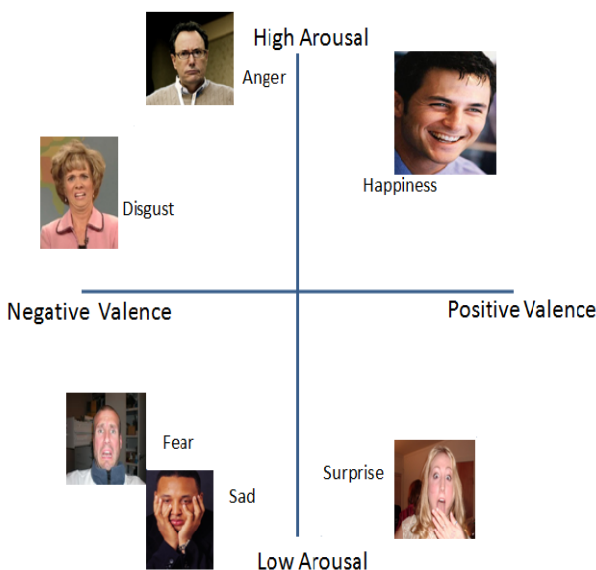 High Arousal
Anger
Happiness
Disgust
Negative Valence
Positive Valence
Fear
Surprise
Sad
Low Arousal